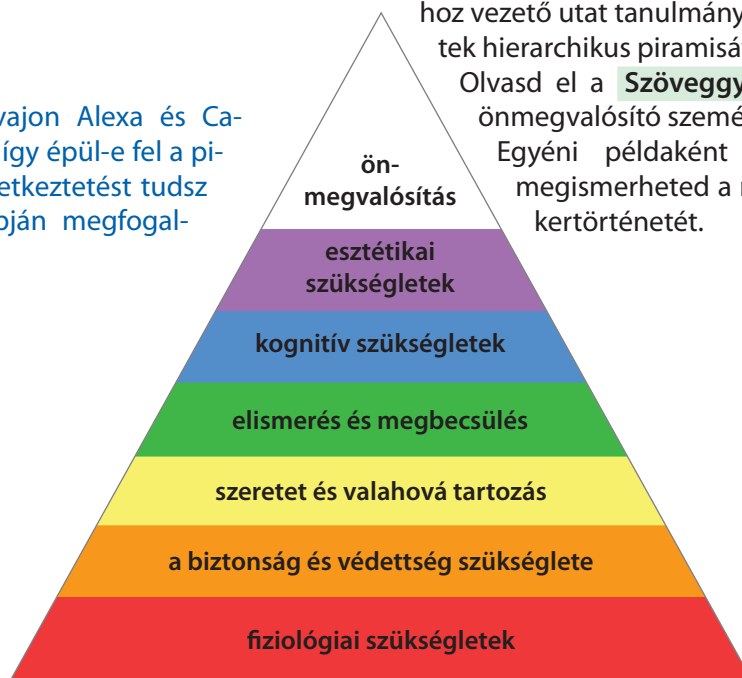 vajon Alexa és Ca-
így épül-e fel a pi-
etkeztetést tudsz
ján megfogal-
hoz vezető utat tanulmány
tek hierarchikus piramisá
Olvasd el a Szöveggy
önmegvalósító szemé
Egyéni példaként
megismerheted a
kertörténetét.
ön-
megvalósítás
esztétikai
szükségletek
kognitív szükségletek
elismerés és megbecsülés
szeretet és valahová tartozás
a biztonság és védettség szükséglete
fiziológiai szükségletek